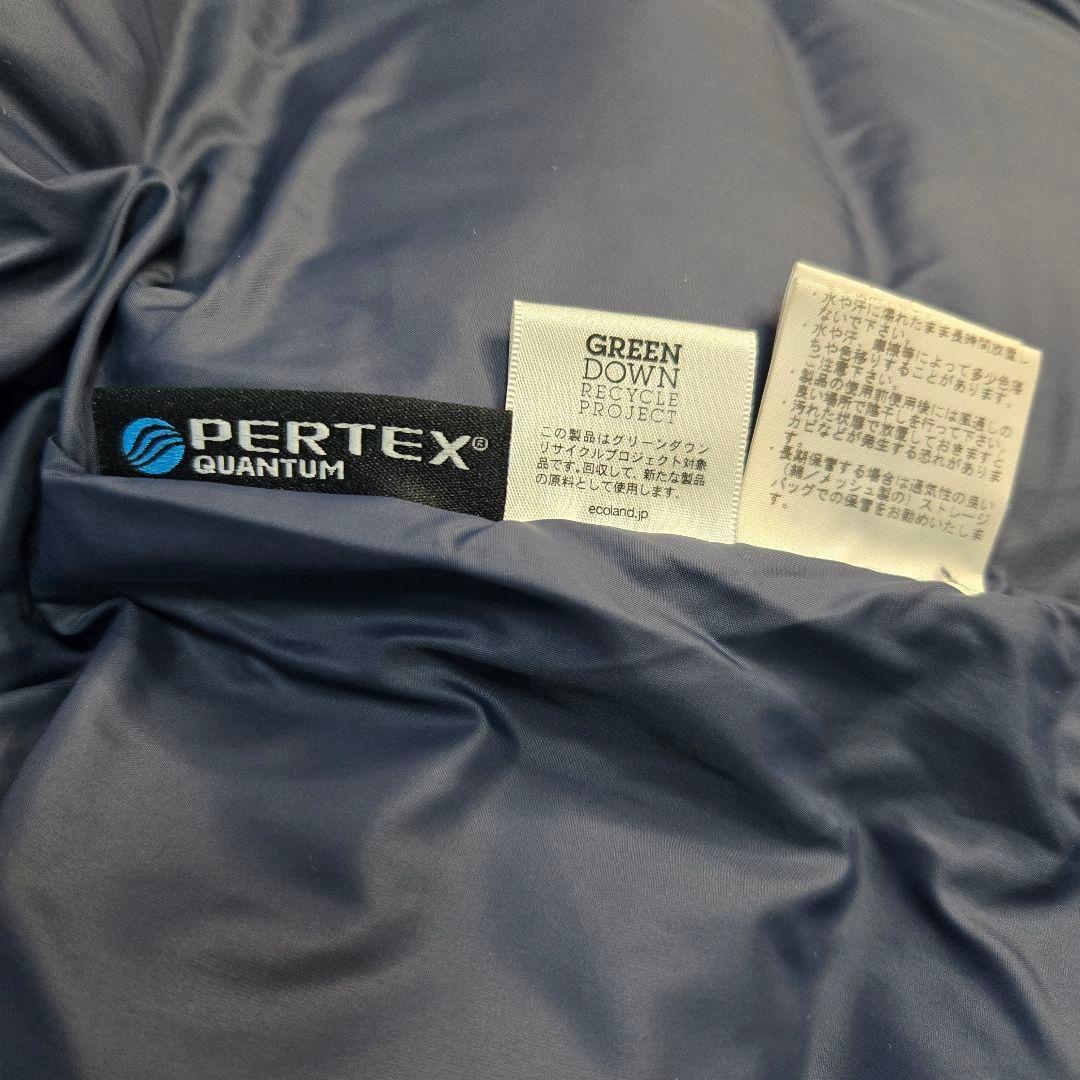 PERTEX®
QUANTUM
GREEN
DOWN
RECYCLE
PROJECT
この製品はグリーンダウン
リサイクルプロジェクト対象
品です。回収して、新たな製品
の原料として使用します。
ecoland.jp
・水や汗に濡れたまま長時間放置し
ないで下さい。
・水や汗、摩擦等によって多少色落
ちや色移りすることがあります。
ご注意下さい。
・製品の使用前使用後には風通しの
良い場所で陰干しを行って下さい。
・汚れた状態で放置しておきますと
カビなどが発生する恐れがありま
す。
・長期保管する場合は通気性の良い
(綿/メッシュ製の)ストレージ
バッグでの保管をお勧めいたしま
す。